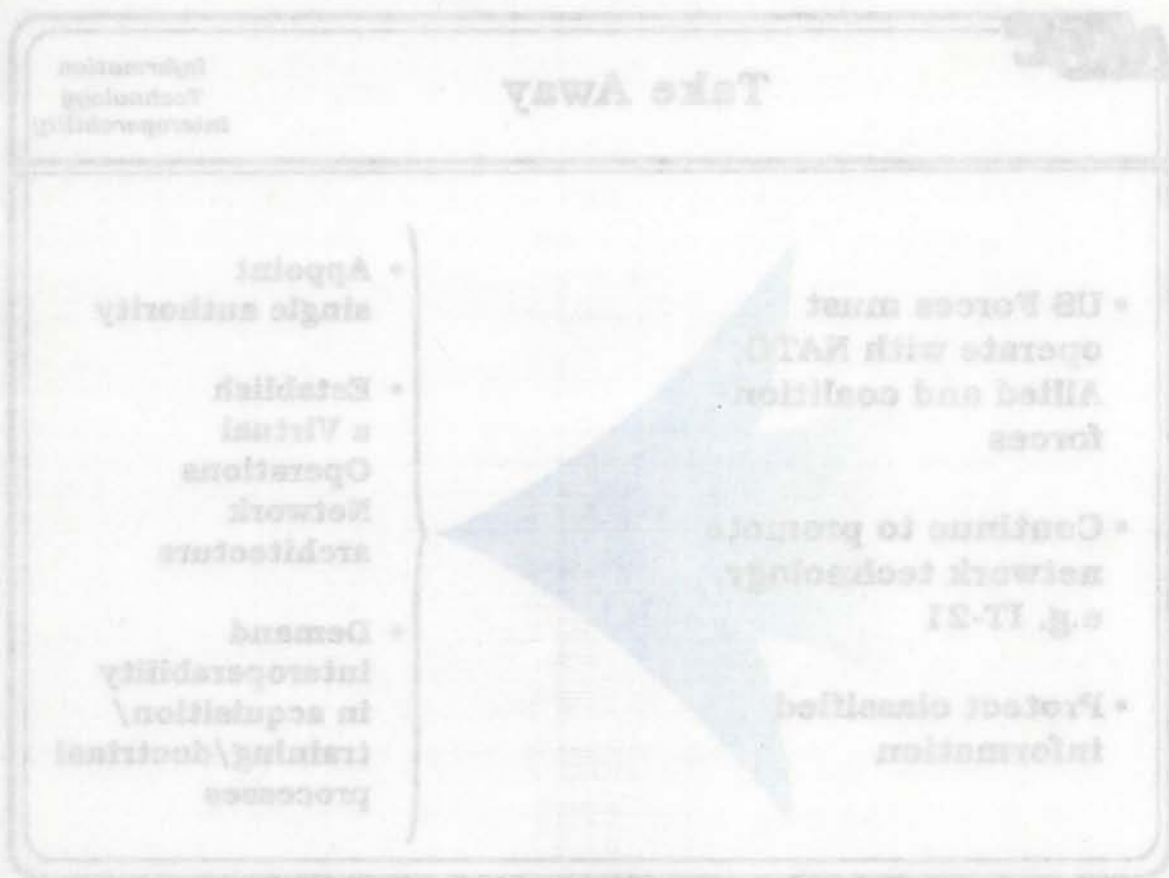 Take Away
Information
Technology
Interoperability
• US Forces must
operate with NATO,
Allied and coalition
forces
• Continue to promote
network technology,
e.g. IT-21
• Protect classified
information
• Appoint
single authority
• Establish
a Virtual
Operations
Network
architecture
• Demand
interoperability
in acquisition/
training/doctrinal
processes